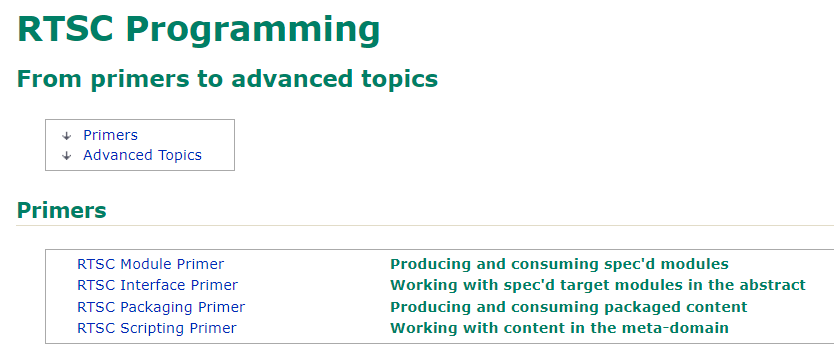 RTSC Programming
From primers to advanced topics
Primers
Advanced Topics
Primers
RTSC Module Primer Producing and consuming spec'd modules
RTSC Interface Primer Working with spec'd target modules in the abstract
RTSC Packaging Primer Producing and consuming packaged content
RTSC Scripting Primer Working with content in the meta-domain